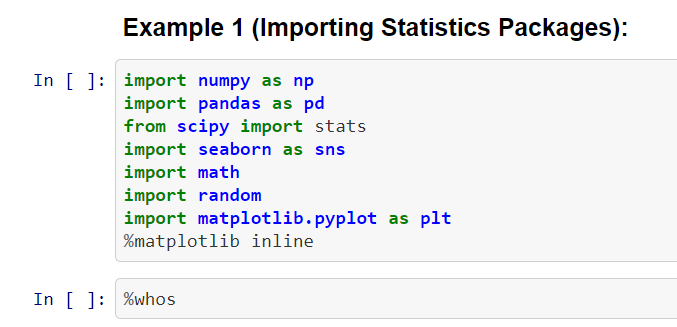 Example 1 (Importing Statistics Packages):
In [ ]: import numpy as np
import pandas as pd
from scipy import stats
import seaborn as sns
import math
import random
import matplotlib.pyplot as plt
%matplotlib inline
In [ ]: %whos